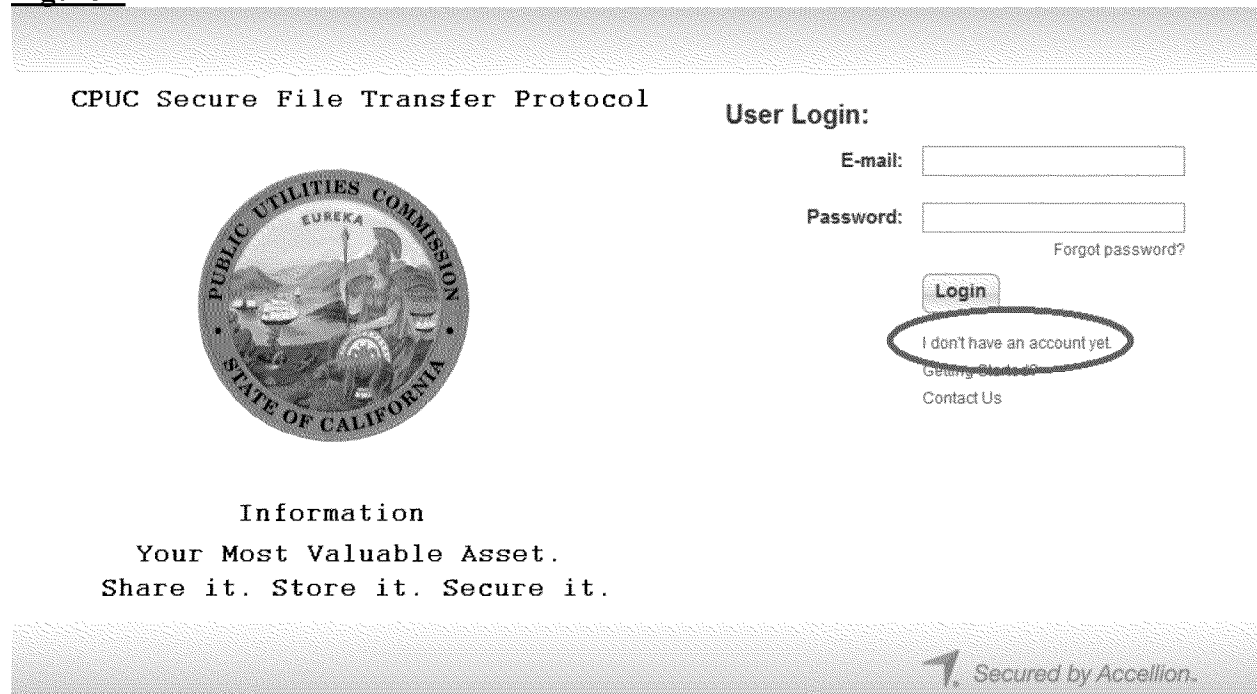 CPUC Secure File Transfer Protocol
PUBLIC UTILITIES COMMISSION
EUREKA
STATE OF CALIFORNIA
Information
Your Most Valuable Asset.
Share it. Store it. Secure it.
User Login:
E-mail:
Password:
Forgot password?
Login
I don't have an account yet.
Getting Started?
Contact Us
Secured by Accellion